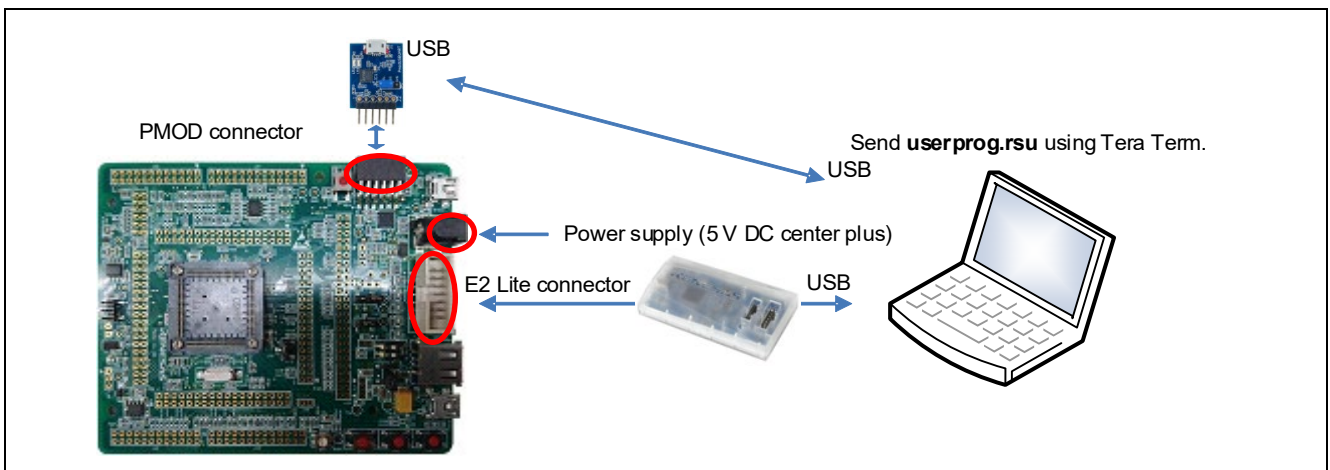 USB
PMOD connector
Send userprog.rsu using Tera Term.
USB
Power supply (5 V DC center plus)
E2 Lite connector
USB